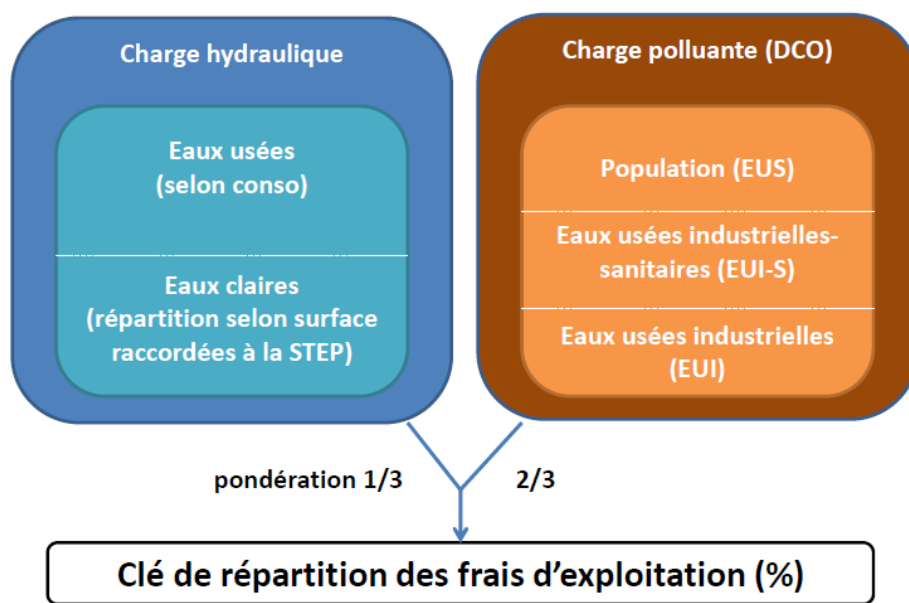 Charge hydraulique
Eaux usées
(selon conso)
Eaux claires
(répartition selon surface
raccordées à la STEP)
Charge polluante (DCO)
Population (EUS)
Eaux usées industrielles-
sanitaires (EUI-S)
Eaux usées industrielles
(EUI)
pondération 1/3
2/3
Clé de répartition des frais d’exploitation (%)